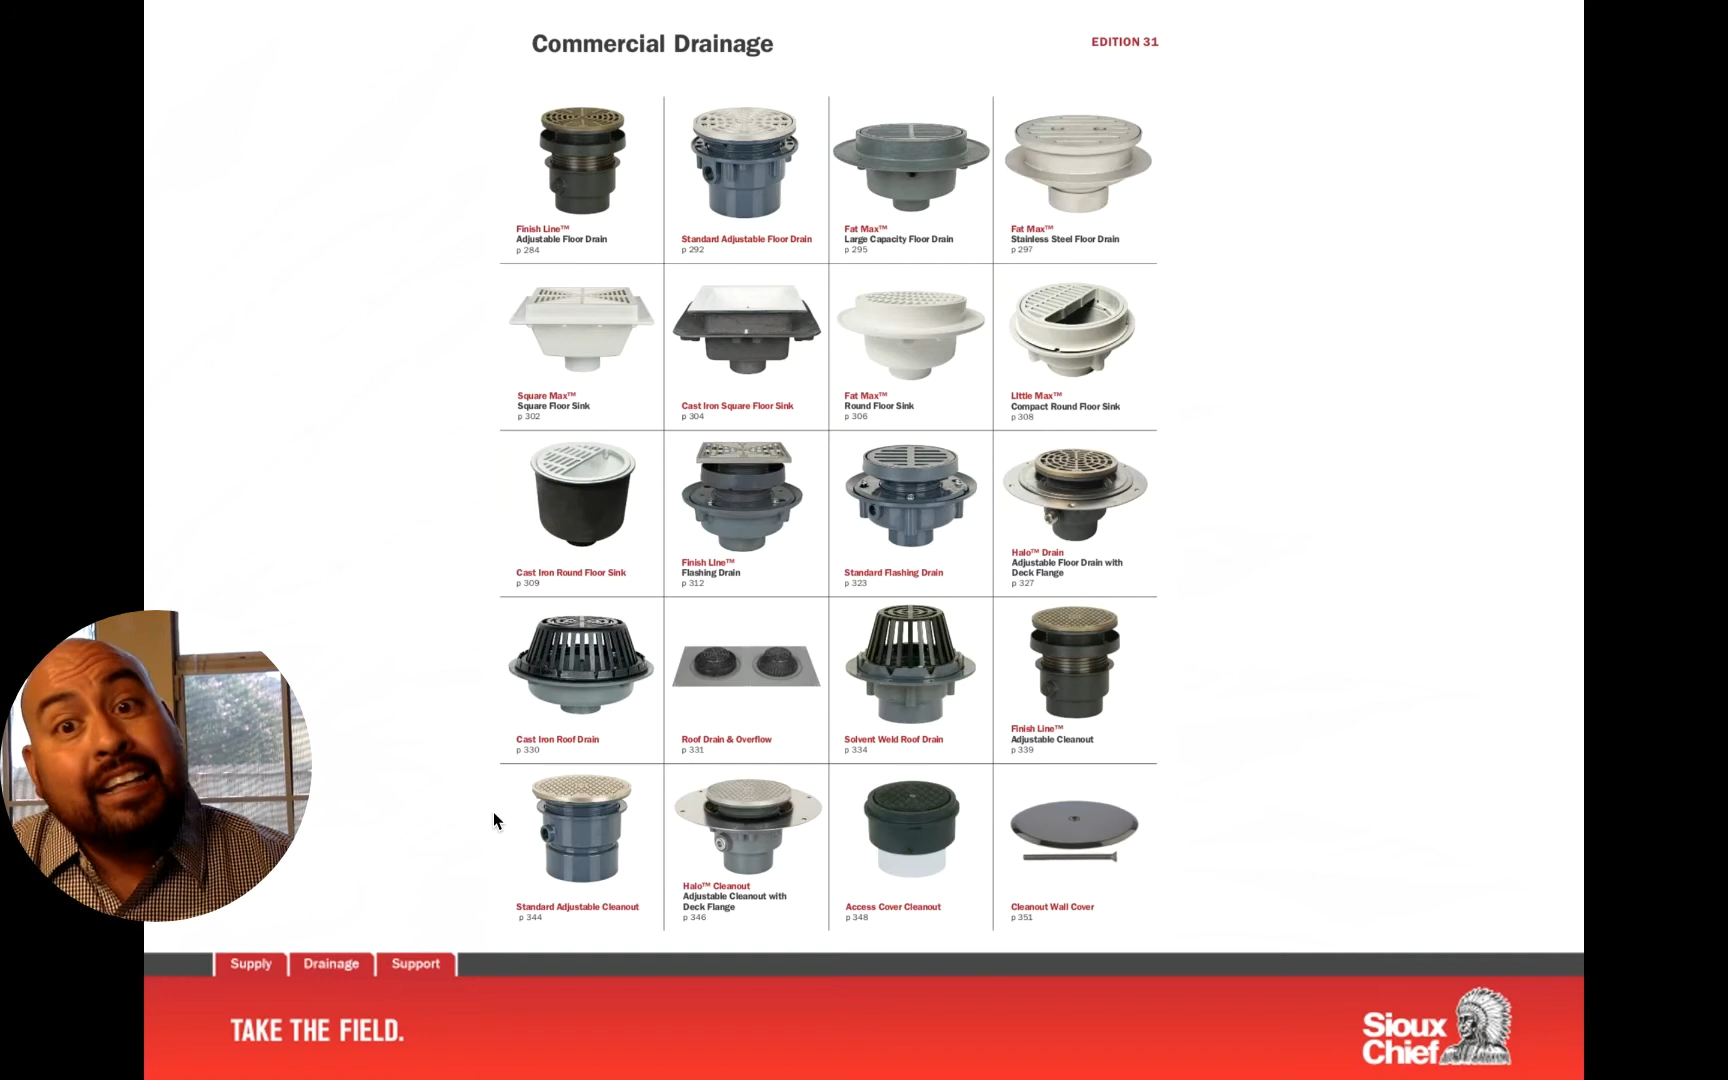 Commercial Drainage
EDITION 31
Finish Line™
Adjustable Floor Drain
p 284
Standard Adjustable Floor Drain
p 292
Fat Max™
Large Capacity Floor Drain
p 295
Fat Max™
Stainless Steel Floor Drain
p 297
Square Max™
Square Floor Sink
p 302
Cast Iron Square Floor Sink
p 304
Fat Max™
Round Floor Sink
p 306
Little Max™
Compact Round Floor Sink
p 308
Cast Iron Round Floor Sink
p 309
Finish Line™
Flashing Drain
p 312
Standard Flashing Drain
p 323
Halo™ Drain
Adjustable Floor Drain with
Deck Flange
p 327
Cast Iron Roof Drain
p 330
Roof Drain & Overflow
p 331
Solvent Weld Roof Drain
p 334
Finish Line™
Adjustable Cleanout
p 339
Standard Adjustable Cleanout
p 344
Halo™ Cleanout
Adjustable Cleanout with
Deck Flange
p 346
Access Cover Cleanout
p 348
Cleanout Wall Cover
p 351
Supply
Drainage
Support
TAKE THE FIELD.
Sioux
Chief